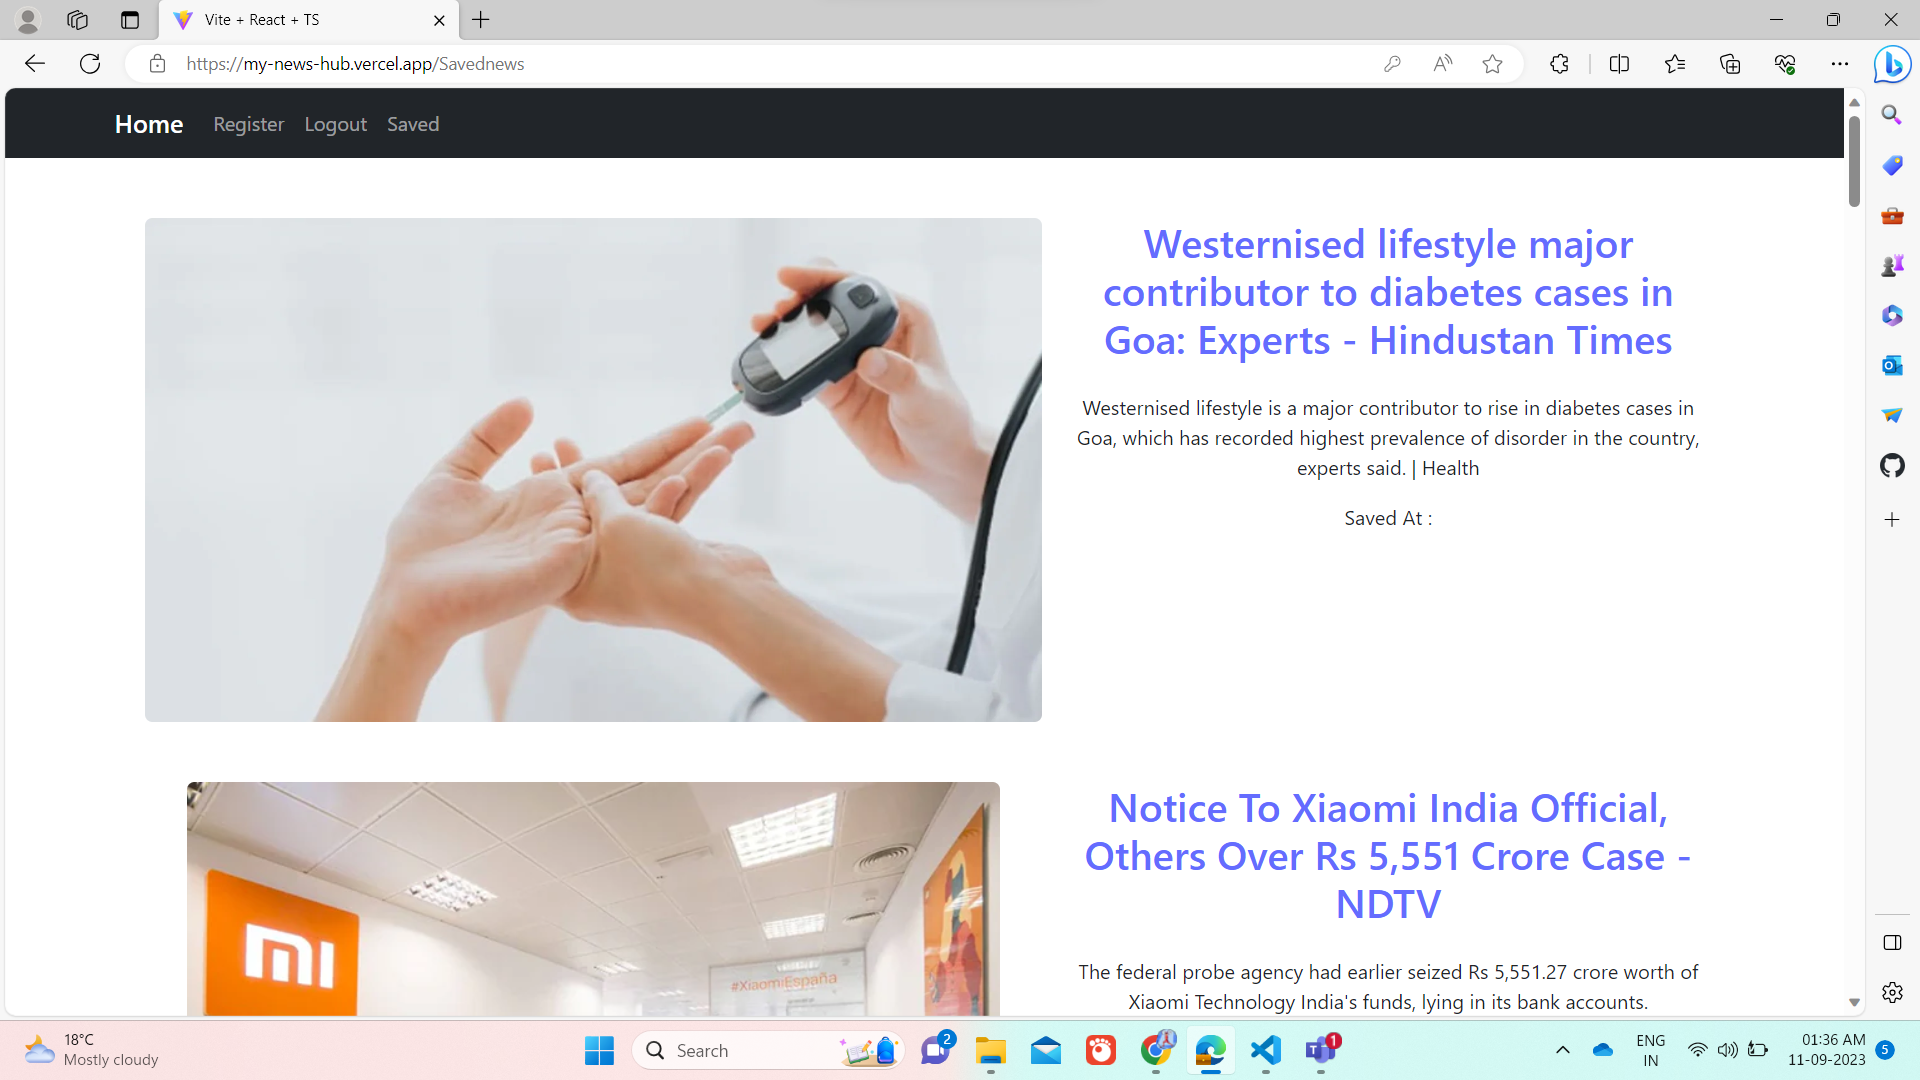 Vite + React + TS
https://my-news-hub.vercel.app/Savednews
Home Register Logout Saved
Westernised lifestyle major
contributor to diabetes cases in
Goa: Experts - Hindustan Times
Westernised lifestyle is a major contributor to rise in diabetes cases in
Goa, which has recorded highest prevalence of disorder in the country,
experts said. | Health
Saved At :
mi
#XiaomiEspaña
Notice To Xiaomi India Official,
Others Over Rs 5,551 Crore Case -
NDTV
The federal probe agency had earlier seized Rs 5,551.27 crore worth of
Xiaomi Technology India's funds, lying in its bank accounts.
18°C
Mostly cloudy
Search
2
1
ENG
IN
01:36 AM
11-09-2023
5